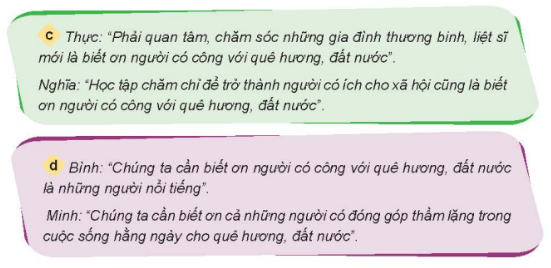 c Thực: “Phải quan tâm, chăm sóc những gia đình thương binh, liệt sĩ
mới là biết ơn người có công với quê hương, đất nước”.
Nghĩa: “Học tập chăm chỉ để trở thành người có ích cho xã hội cũng là biết
ơn người có công với quê hương, đất nước”.
d Bình: “Chúng ta cần biết ơn người có công với quê hương, đất nước
là những người nổi tiếng”.
Minh: “Chúng ta cần biết ơn cả những người có đóng góp thầm lặng trong
cuộc sống hằng ngày cho quê hương, đất nước”.